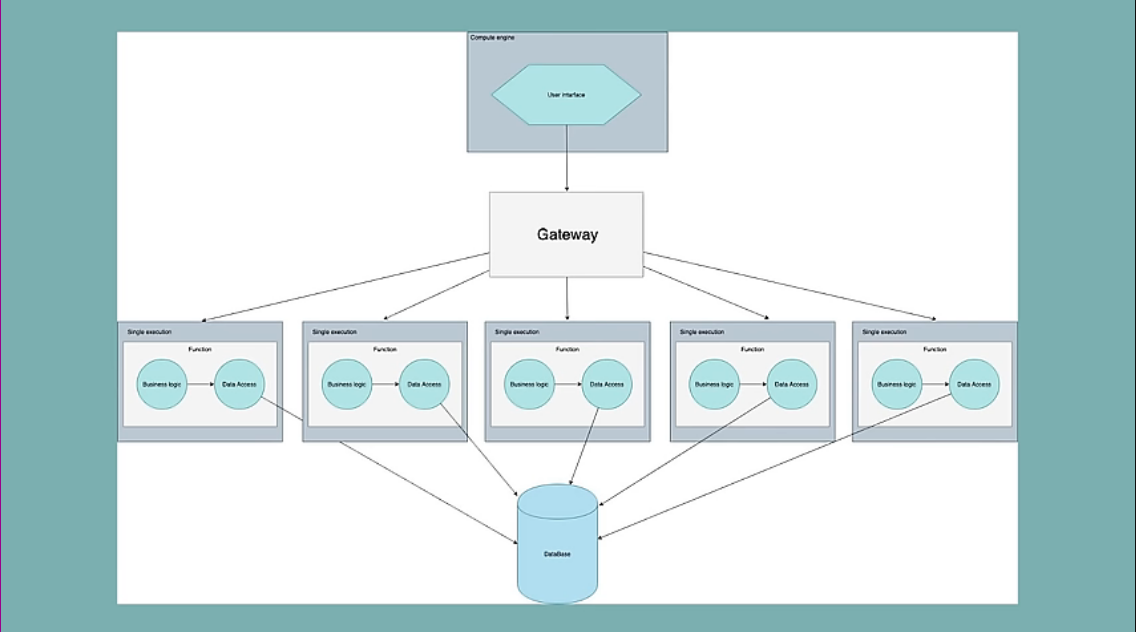 Compute engine
User interface
Gateway
Single execution
Function
Business logic
Data Access
Single execution
Function
Business logic
Data Access
Single execution
Function
Business logic
Data Access
Single execution
Function
Business logic
Data Access
Single execution
Function
Business logic
Data Access
DataBase